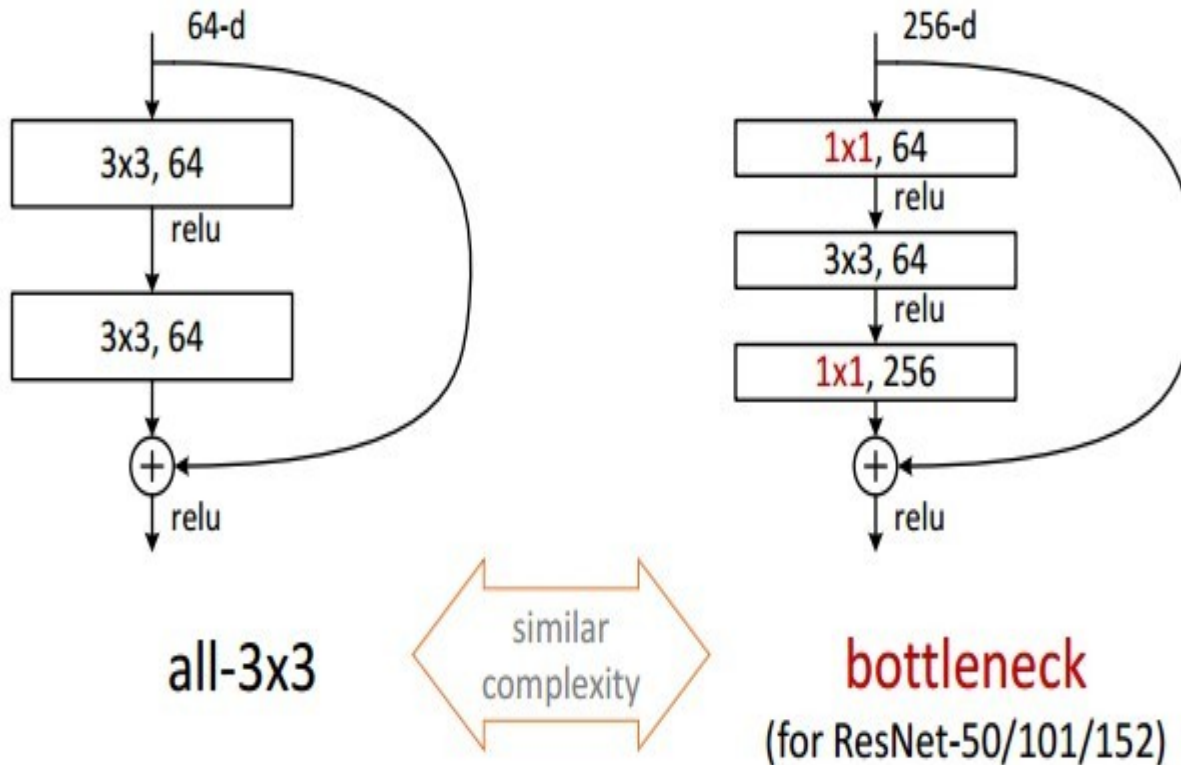 64-d
3x3, 64
relu
3x3, 64
+
relu
all-3x3
similar
complexity
256-d
1x1, 64
relu
3x3, 64
relu
1x1, 256
+
relu
bottleneck
(for ResNet-50/101/152)